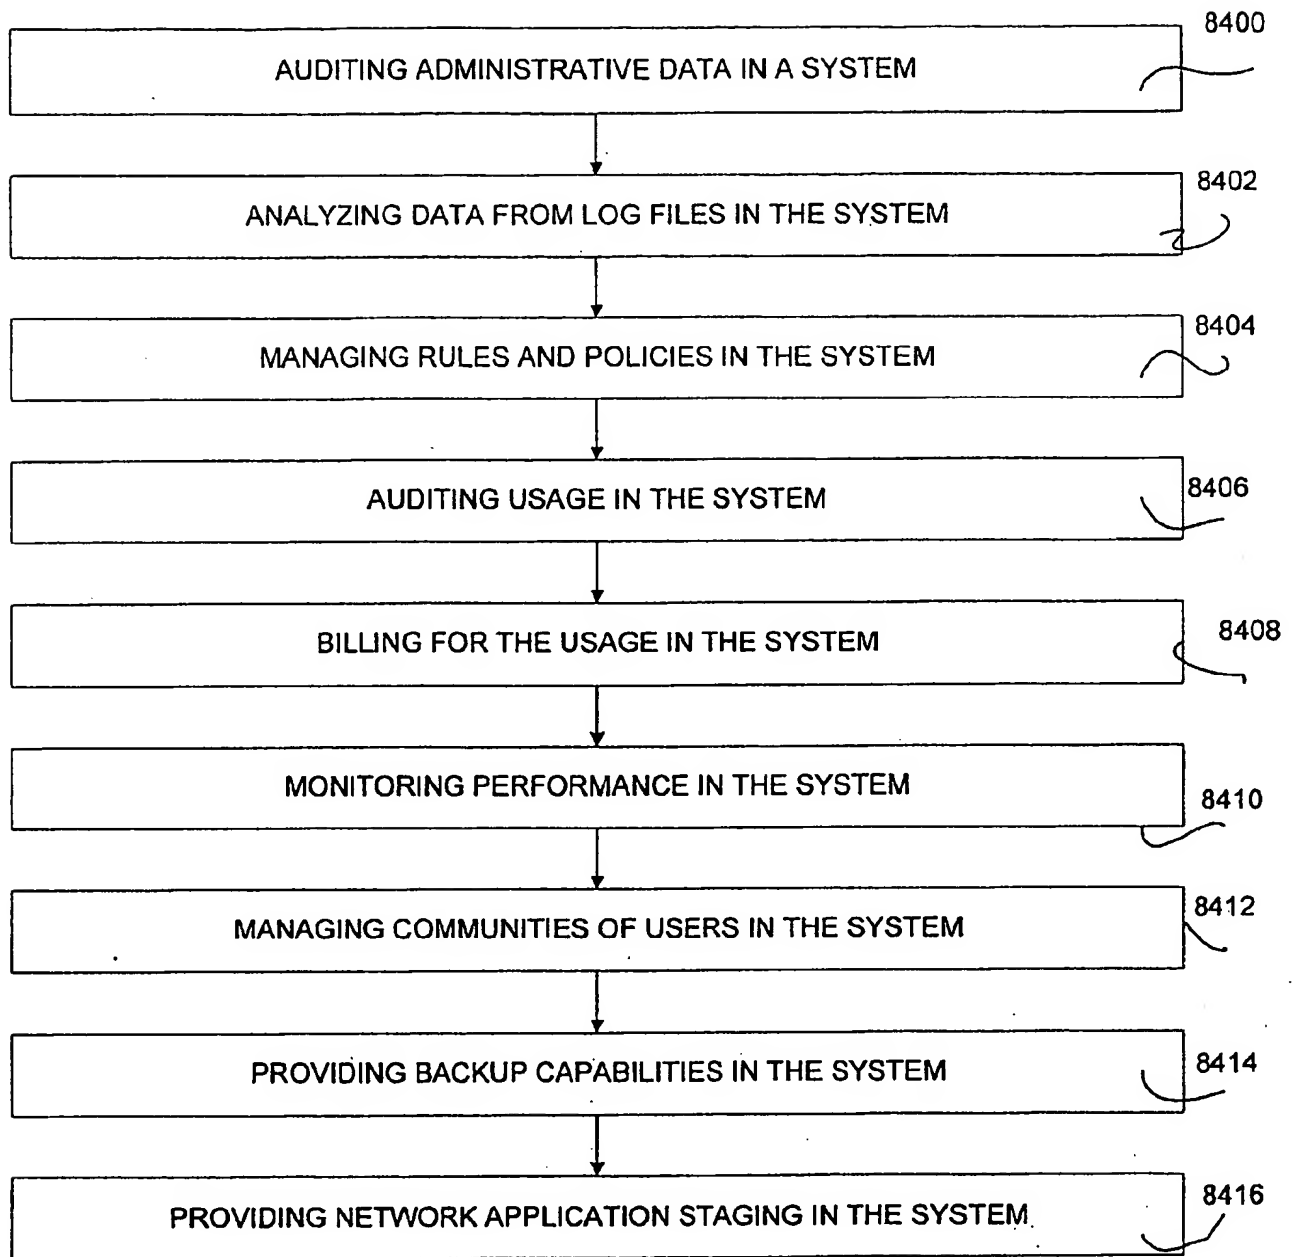 8400
AUDITING ADMINISTRATIVE DATA IN A SYSTEM
8402
ANALYZING DATA FROM LOG FILES IN THE SYSTEM
8404
MANAGING RULES AND POLICIES IN THE SYSTEM
8406
AUDITING USAGE IN THE SYSTEM
8408
BILLING FOR THE USAGE IN THE SYSTEM
MONITORING PERFORMANCE IN THE SYSTEM
8410
8412
MANAGING COMMUNITIES OF USERS IN THE SYSTEM
8414
PROVIDING BACKUP CAPABILITIES IN THE SYSTEM
8416
PROVIDING NETWORK APPLICATION STAGING IN THE SYSTEM